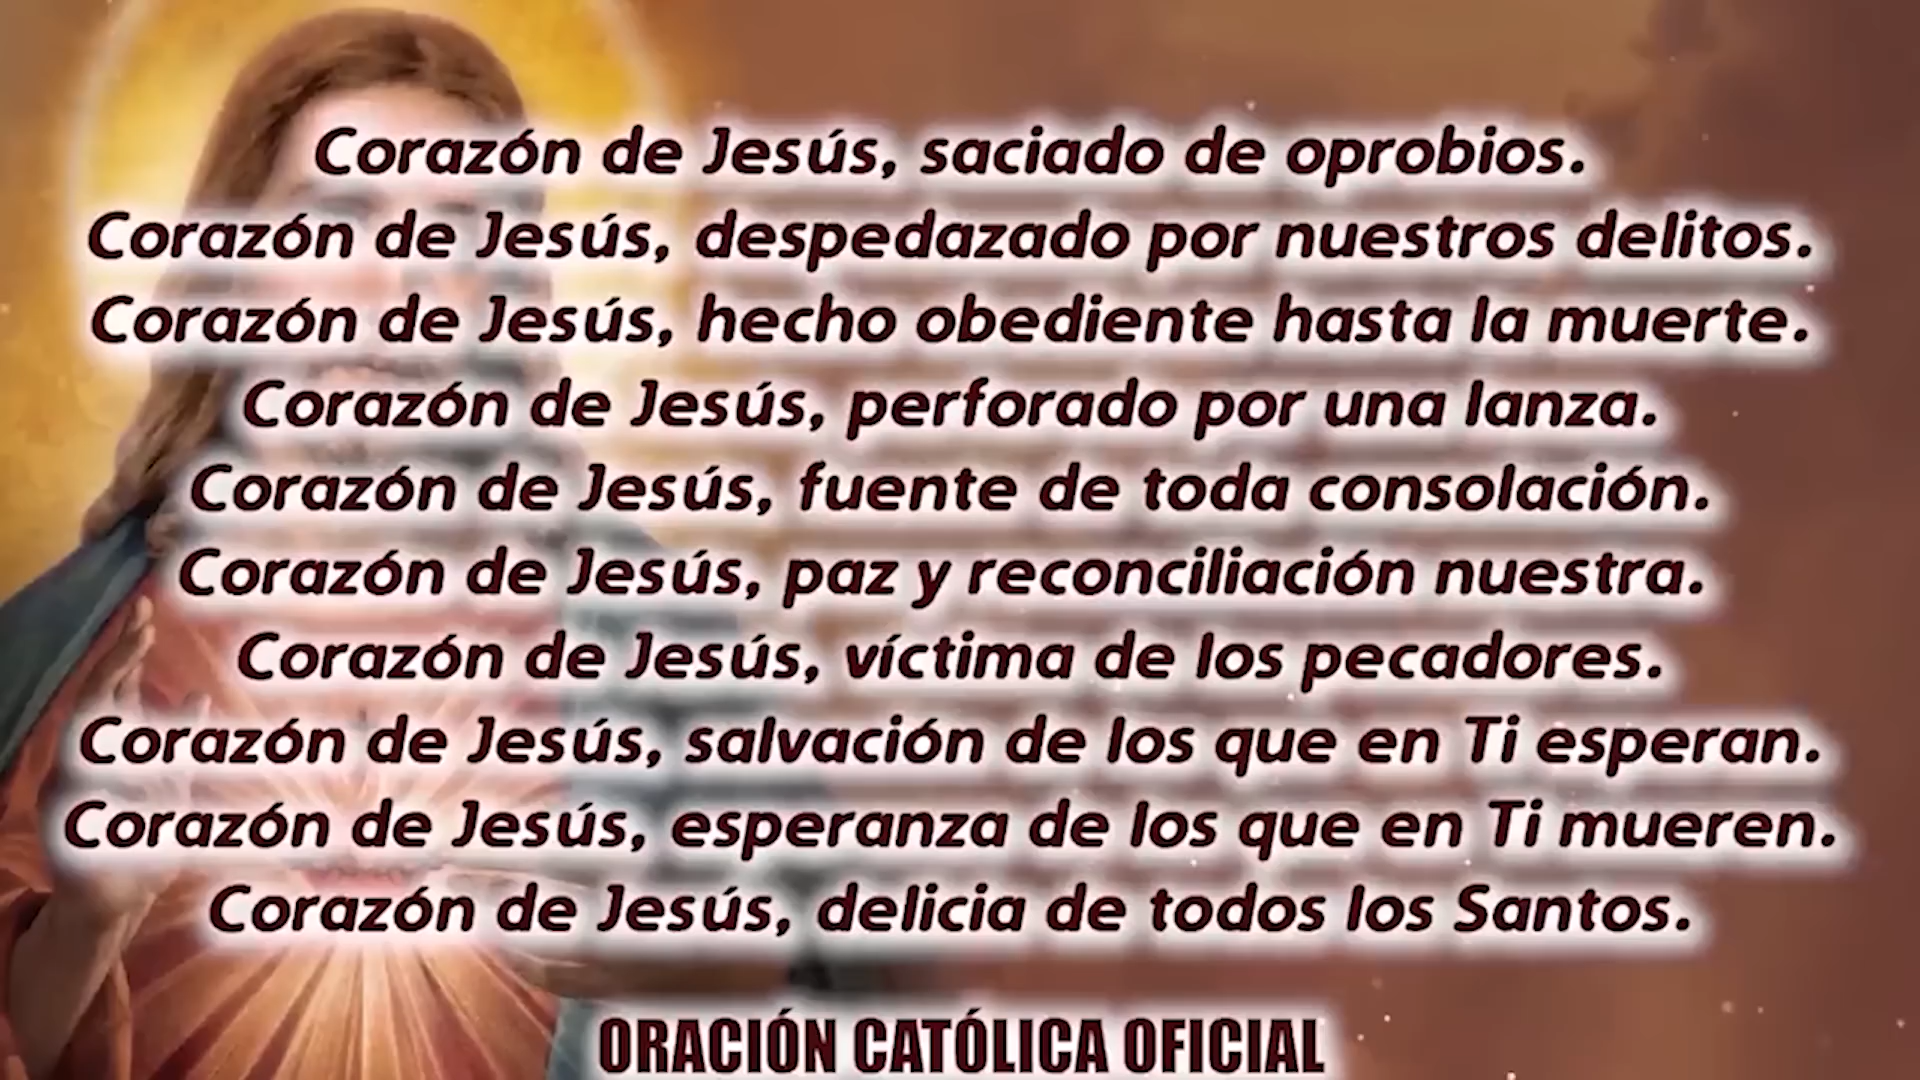 Corazón de Jesús, saciado de oprobios.
Corazón de Jesús, despedazado por nuestros delitos.
Corazón de Jesús, hecho obediente hasta la muerte.
Corazón de Jesús, perforado por una lanza.
Corazón de Jesús, fuente de toda consolación.
Corazón de Jesús, paz y reconciliación nuestra.
Corazón de Jesús, víctima de los pecadores.
Corazón de Jesús, salvación de los que en Ti esperan.
Corazón de Jesús, esperanza de los que en Ti mueren.
Corazón de Jesús, delicia de todos los Santos.
ORACIÓN CATÓLICA OFICIAL